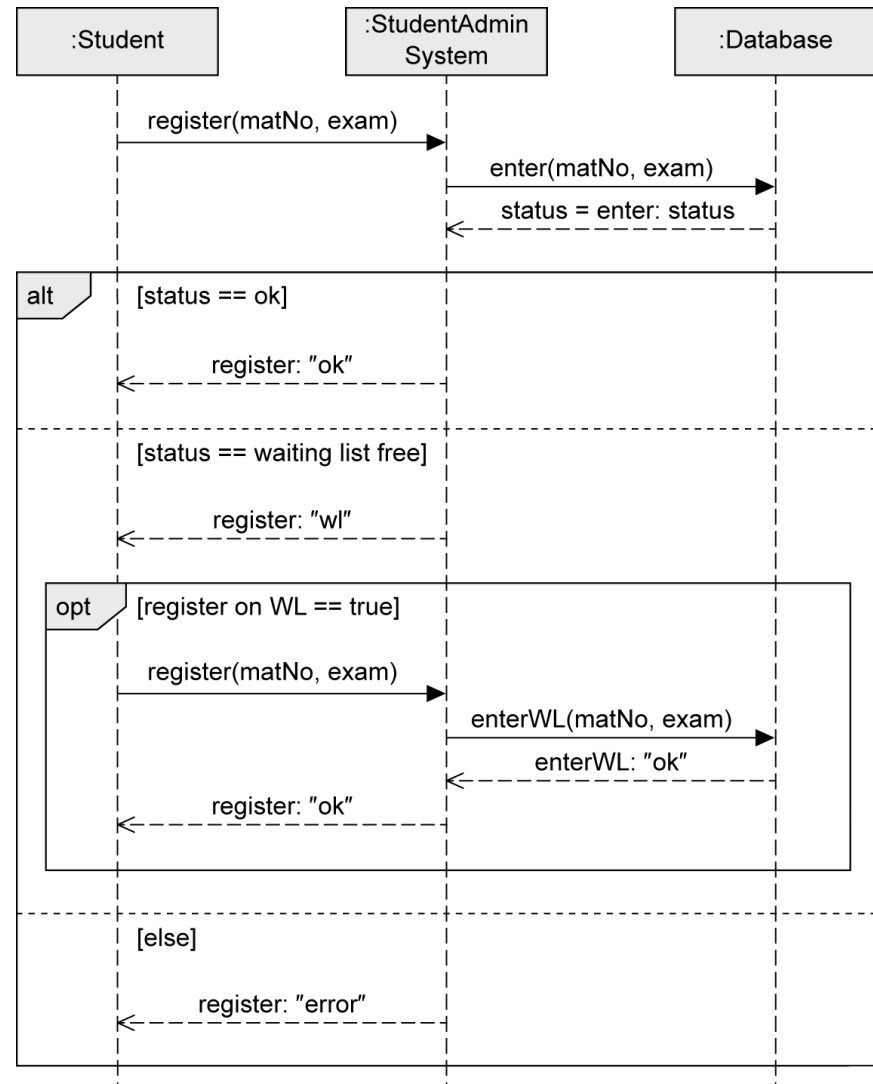 :Student
:StudentAdmin
System
:Database
register(matNo, exam)
enter(matNo, exam)
status = enter: status
alt
[status == ok]
register: "ok"
[status == waiting list free]
register: "wl"
opt
[register on WL == true]
register(matNo, exam)
enterWL(matNo, exam)
enterWL: "ok"
register: "ok"
[else]
register: "error"